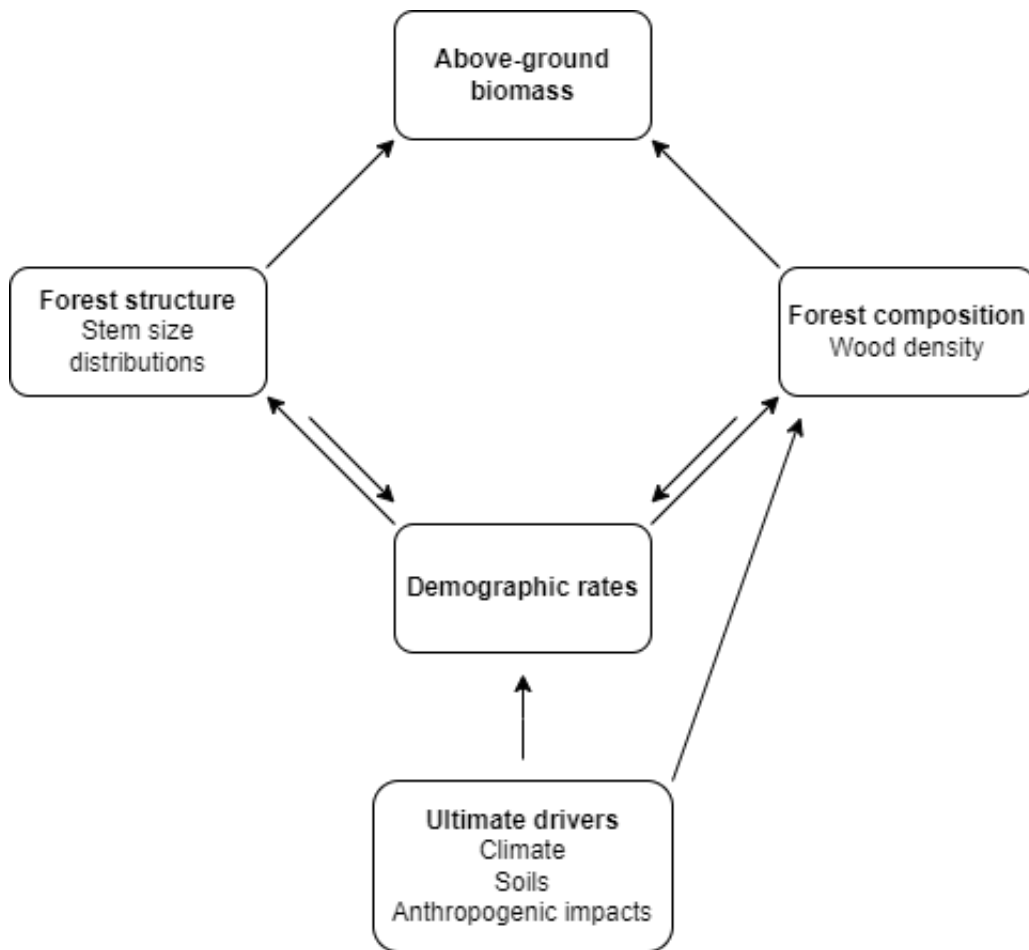 Above-ground
biomass
Forest structure
Stem size
distributions
Forest composition
Wood density
Demographic rates
Ultimate drivers
Climate
Soils
Anthropogenic impacts